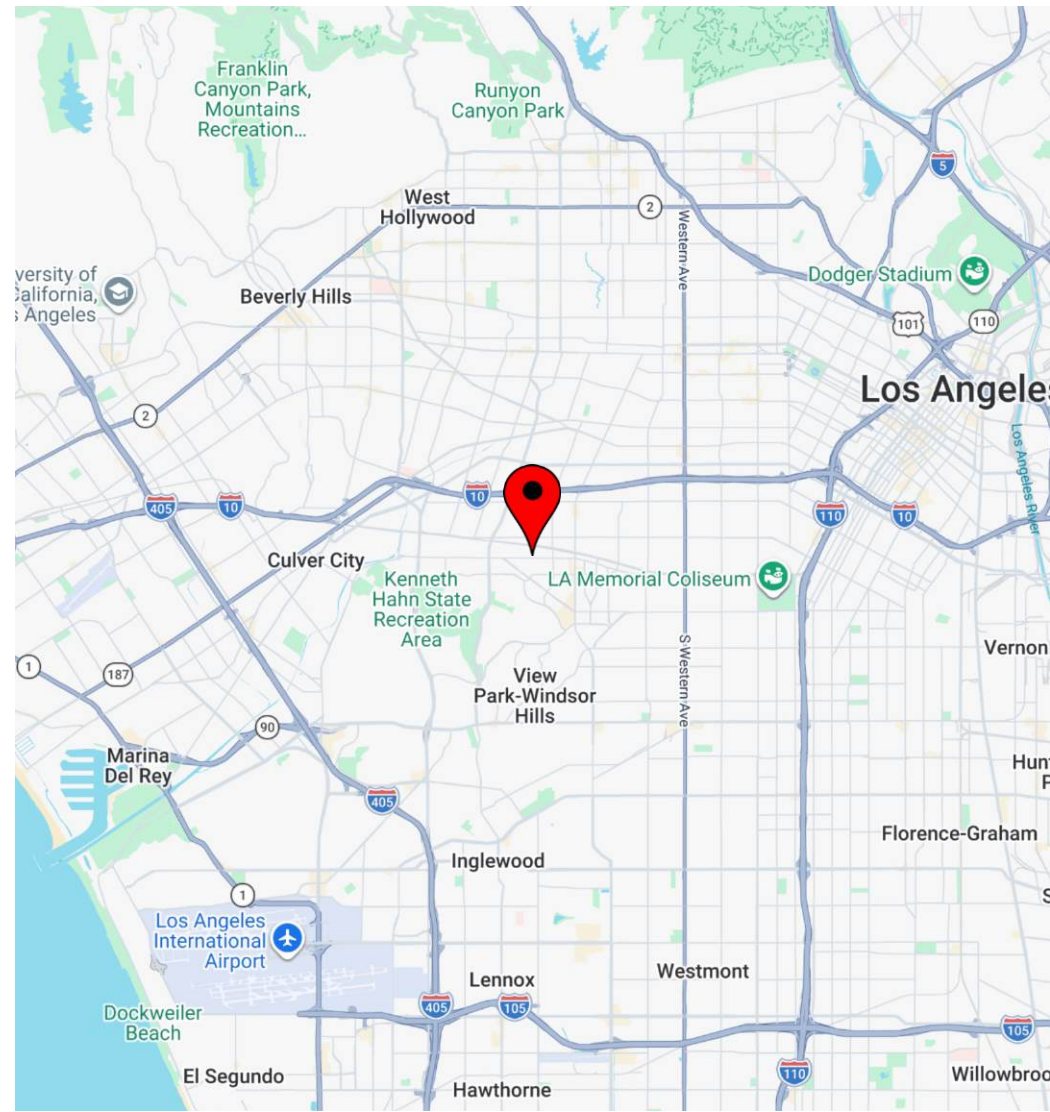 Franklin
Canyon Park,
Mountains
Recreation...
Runyon
Canyon Park
5
West
Hollywood
2
Western Ave
versity of
California,
s Angeles
Beverly Hills
Dodger Stadium
101
110
Los Angeles
2
Los Angeles River
405
10
10
110
10
Culver City
Kenneth
Hahn State
Recreation
Area
LA Memorial Coliseum
1
187
View
Park-Windsor
Hills
S Western Ave
Vernon
90
Marina
Del Rey
405
Hunt
P
Florence-Graham
Inglewood
1
S
Los Angeles
International
Airport
Lennox
Westmont
405
105
105
Dockweiler
Beach
El Segundo
Hawthorne
110
Willowbroo